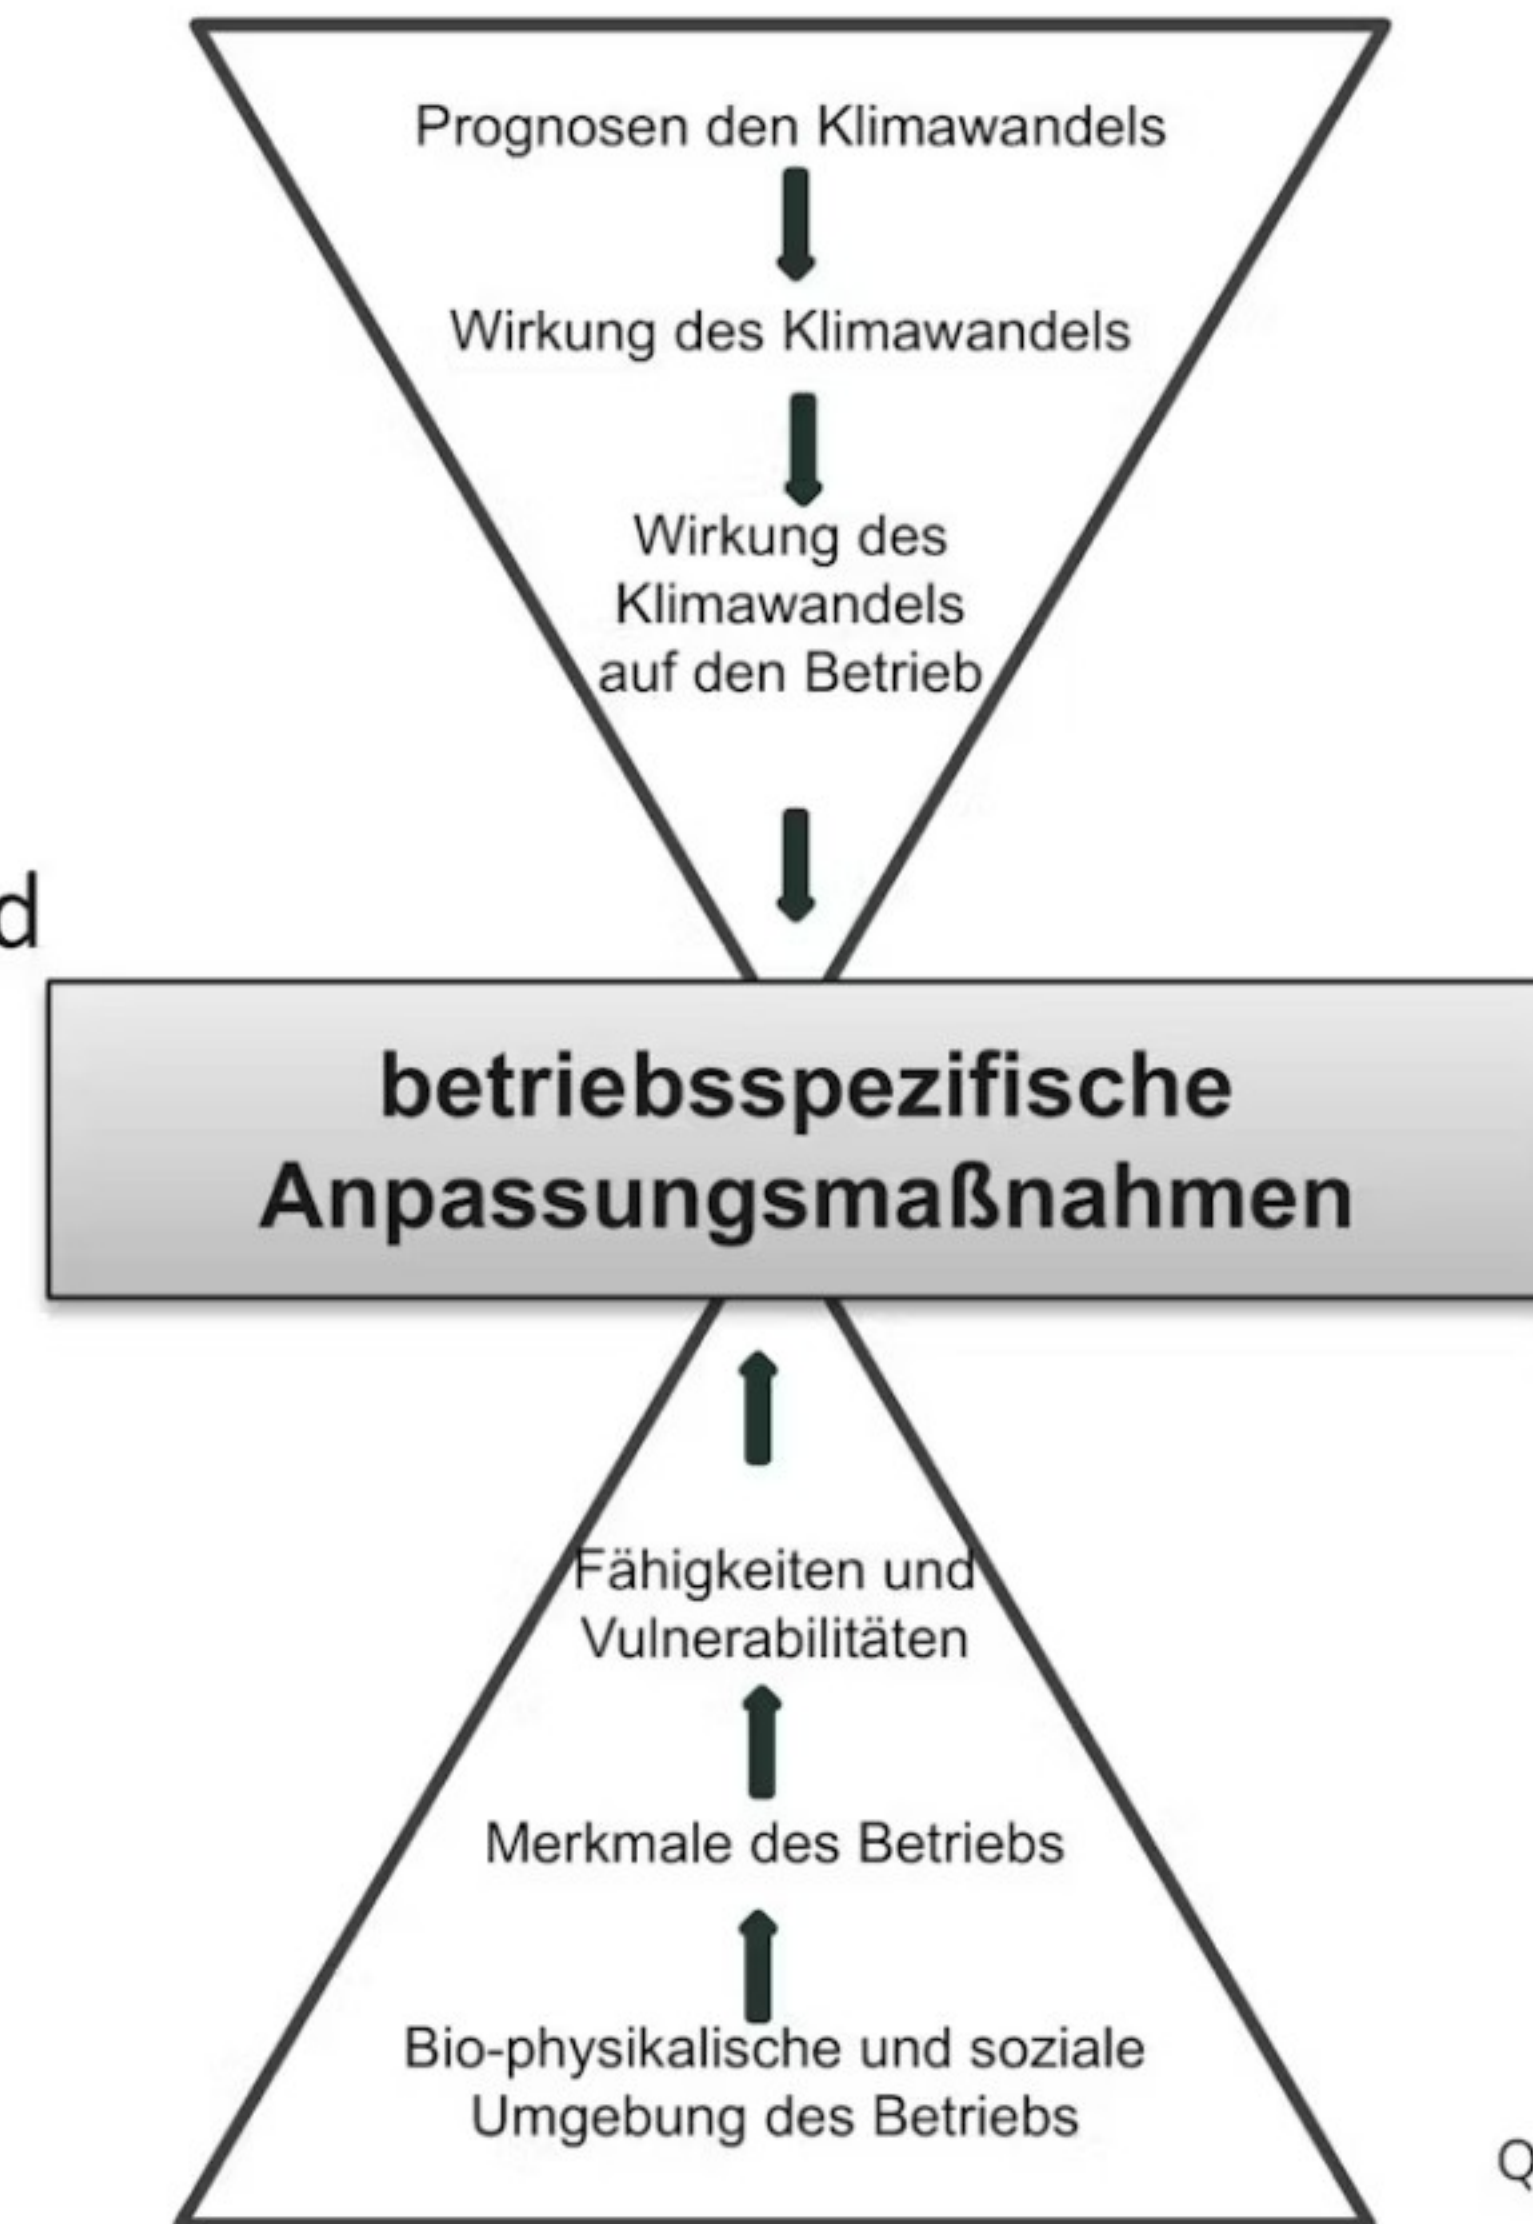 Prognosen den Klimawandels
Wirkung des Klimawandels
Wirkung des
Klimawandels
auf den Betrieb
d
betriebsspezifische
Anpassungsmaßnahmen
Fähigkeiten und
Vulnerabilitäten
Merkmale des Betriebs
Bio-physikalische und soziale
Umgebung des Betriebs
Q